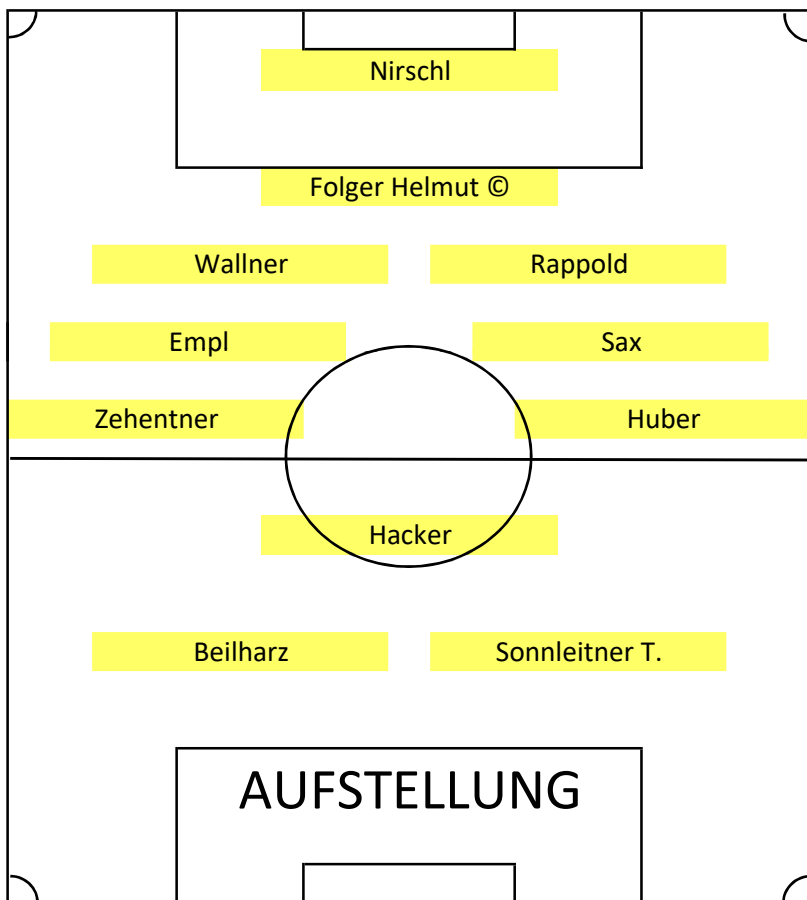 Nirschl
Folger Helmut ©
Wallner
Rappold
Empl
Sax
Zehentner
Huber
Hacker
Beilharz
Sonnleitner T.
AUFSTELLUNG